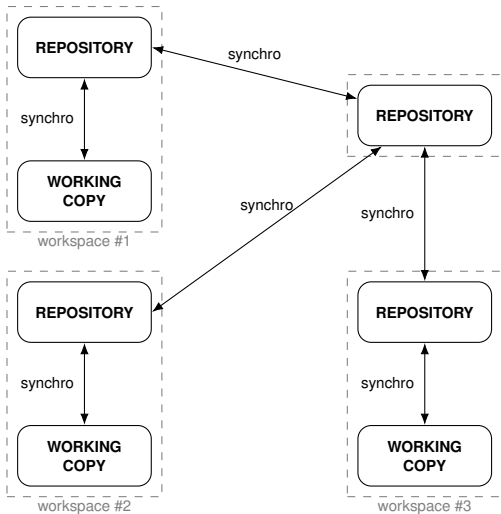 REPOSITORY
synchro
WORKING
COPY
workspace #1
synchro
REPOSITORY
synchro
synchro
REPOSITORY
synchro
WORKING
COPY
workspace #2
REPOSITORY
synchro
WORKING
COPY
workspace #3